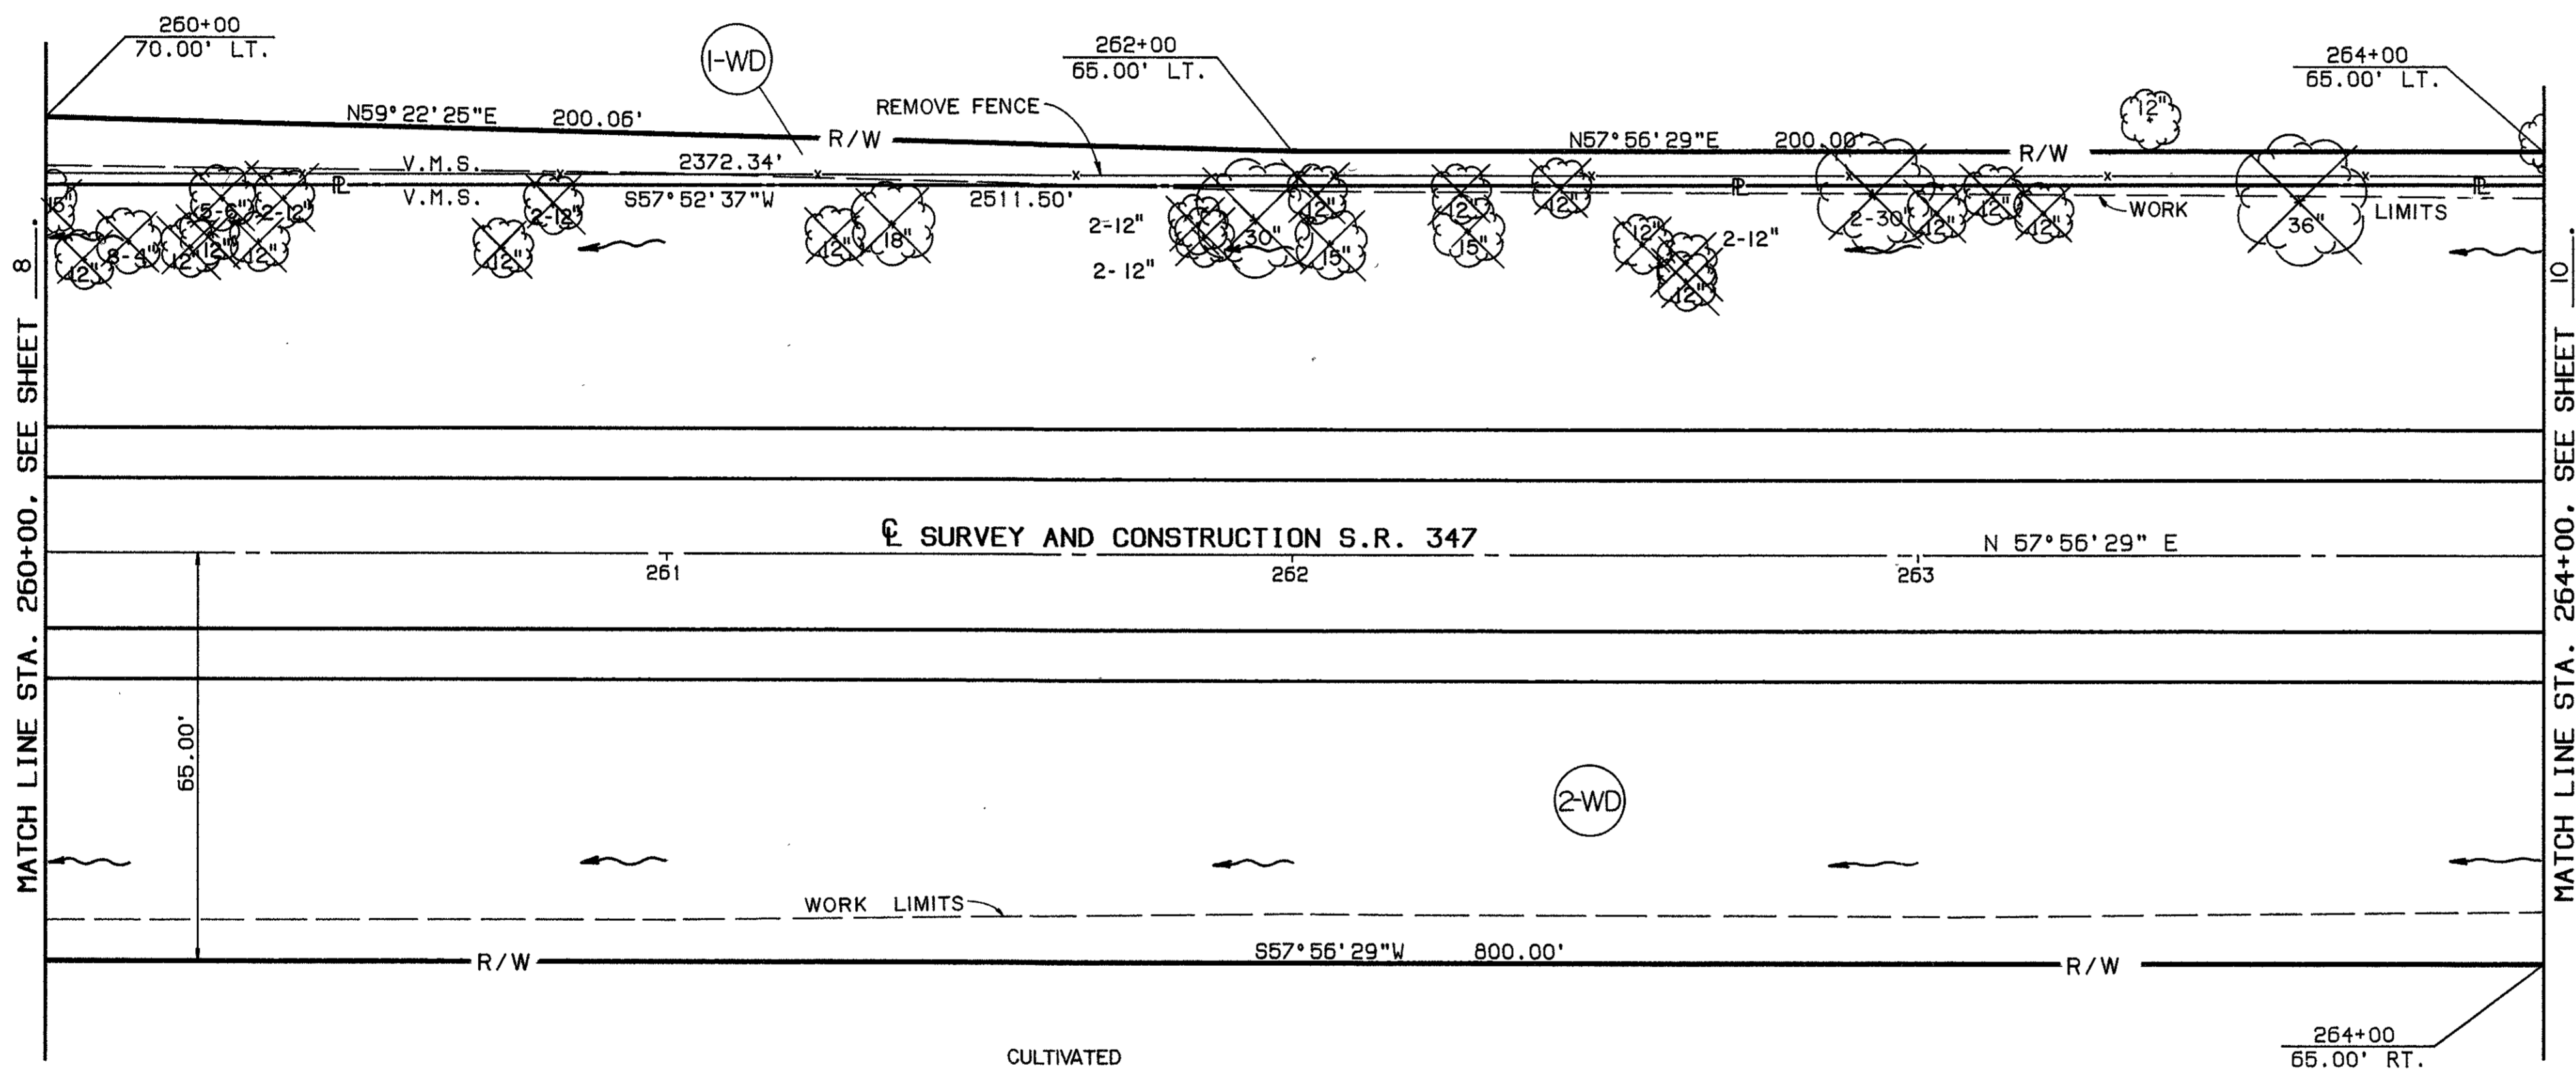 260+00
70.00' LT.
1-WD
262+00
65.00' LT.
264+00
65.00' LT.
REMOVE FENCE
N59°22'25"E 200.06'
R/W
N57°56'29"E 200.00'
R/W
12"
V.M.S. 2372.34'
℄
V.M.S. S57°52'37"W 2511.50'
15"
5-6" 2-12" 2-12"
12" 12" 12" 12"
2-12"
2-30" 12" 12" 12"
WORK LIMITS
12" 8-4" 12" 12" 12" 12" 12" 18"
30" 15" 15" 12" 2-12" 36"
2-12"
12"
MATCH LINE STA. 260+00, SEE SHEET 8.
MATCH LINE STA. 264+00, SEE SHEET 10.
℄ SURVEY AND CONSTRUCTION S.R. 347
N 57°56'29" E
261
262
263
65.00'
2-WD
WORK LIMITS
S57°56'29"W 800.00'
R/W
R/W
264+00
65.00' RT.
CULTIVATED